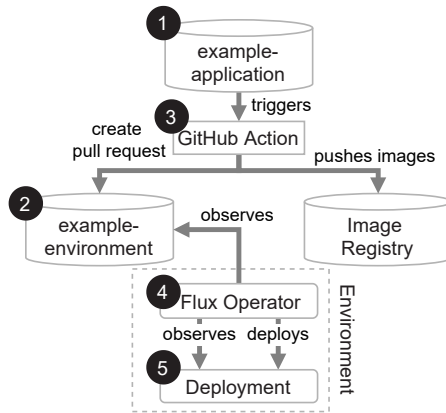 1
example-
application
triggers
3
GitHub Action
create
pull request
pushes images
2
example-
environment
observes
Image
Registry
4
Flux Operator
observes deploys
5
Deployment
Environment